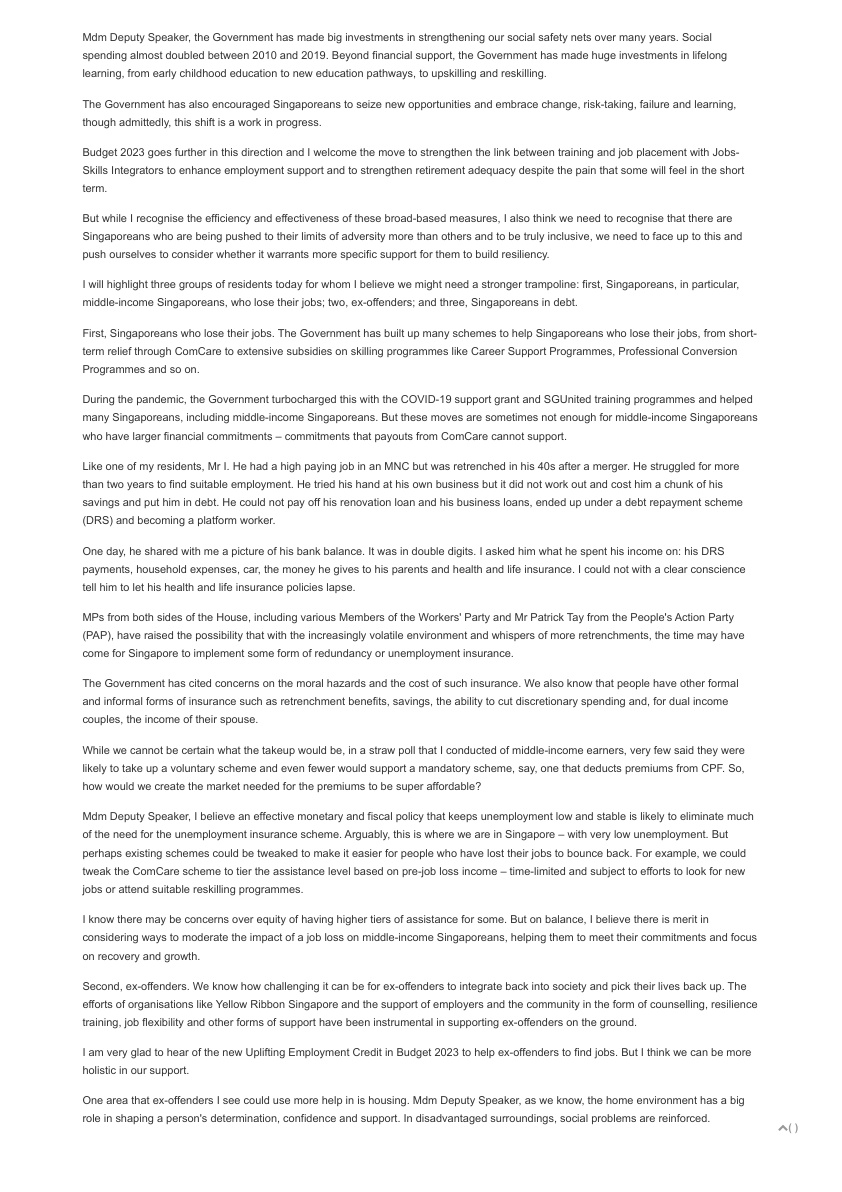 Mdm Deputy Speaker, the Government has made big investments in strengthening our social safety nets over many years. Social
spending almost doubled between 2010 and 2019. Beyond financial support, the Government has made huge investments in lifelong
learning, from early childhood education to new education pathways, to upskilling and reskilling.
The Government has also encouraged Singaporeans to seize new opportunities and embrace change, risk-taking, failure and learning,
though admittedly, this shift is a work in progress.
Budget 2023 goes further in this direction and I welcome the move to strengthen the link between training and job placement with Jobs-
Skills Integrators to enhance employment support and to strengthen retirement adequacy despite the pain that some will feel in the short
term.
But while I recognise the efficiency and effectiveness of these broad-based measures, I also think we need to recognise that there are
Singaporeans who are being pushed to their limits of adversity more than others and to be truly inclusive, we need to face up to this and
push ourselves to consider whether it warrants more specific support for them to build resiliency.
I will highlight three groups of residents today for whom I believe we might need a stronger trampoline: first, Singaporeans, in particular,
middle-income Singaporeans, who lose their jobs; two, ex-offenders; and three, Singaporeans in debt.
First, Singaporeans who lose their jobs. The Government has built up many schemes to help Singaporeans who lose their jobs, from short-
term relief through ComCare to extensive subsidies on skilling programmes like Career Support Programmes, Professional Conversion
Programmes and so on.
During the pandemic, the Government turbocharged this with the COVID-19 support grant and SGUnited training programmes and helped
many Singaporeans, including middle-income Singaporeans. But these moves are sometimes not enough for middle-income Singaporeans
who have larger financial commitments – commitments that payouts from ComCare cannot support.
Like one of my residents, Mr I. He had a high paying job in an MNC but was retrenched in his 40s after a merger. He struggled for more
than two years to find suitable employment. He tried his hand at his own business but it did not work out and cost him a chunk of his
savings and put him in debt. He could not pay off his renovation loan and his business loans, ended up under a debt repayment scheme
(DRS) and becoming a platform worker.
One day, he shared with me a picture of his bank balance. It was in double digits. I asked him what he spent his income on: his DRS
payments, household expenses, car, the money he gives to his parents and health and life insurance. I could not with a clear conscience
tell him to let his health and life insurance policies lapse.
MPs from both sides of the House, including various Members of the Workers' Party and Mr Patrick Tay from the People's Action Party
(PAP), have raised the possibility that with the increasingly volatile environment and whispers of more retrenchments, the time may have
come for Singapore to implement some form of redundancy or unemployment insurance.
The Government has cited concerns on the moral hazards and the cost of such insurance. We also know that people have other formal
and informal forms of insurance such as retrenchment benefits, savings, the ability to cut discretionary spending and, for dual income
couples, the income of their spouse.
While we cannot be certain what the takeup would be, in a straw poll that I conducted of middle-income earners, very few said they were
likely to take up a voluntary scheme and even fewer would support a mandatory scheme, say, one that deducts premiums from CPF. So,
how would we create the market needed for the premiums to be super affordable?
Mdm Deputy Speaker, I believe an effective monetary and fiscal policy that keeps unemployment low and stable is likely to eliminate much
of the need for the unemployment insurance scheme. Arguably, this is where we are in Singapore – with very low unemployment. But
perhaps existing schemes could be tweaked to make it easier for people who have lost their jobs to bounce back. For example, we could
tweak the ComCare scheme to tier the assistance level based on pre-job loss income – time-limited and subject to efforts to look for new
jobs or attend suitable reskilling programmes.
I know there may be concerns over equity of having higher tiers of assistance for some. But on balance, I believe there is merit in
considering ways to moderate the impact of a job loss on middle-income Singaporeans, helping them to meet their commitments and focus
on recovery and growth.
Second, ex-offenders. We know how challenging it can be for ex-offenders to integrate back into society and pick their lives back up. The
efforts of organisations like Yellow Ribbon Singapore and the support of employers and the community in the form of counselling, resilience
training, job flexibility and other forms of support have been instrumental in supporting ex-offenders on the ground.
I am very glad to hear of the new Uplifting Employment Credit in Budget 2023 to help ex-offenders to find jobs. But I think we can be more
holistic in our support.
One area that ex-offenders I see could use more help in is housing. Mdm Deputy Speaker, as we know, the home environment has a big
role in shaping a person's determination, confidence and support. In disadvantaged surroundings, social problems are reinforced.
( )